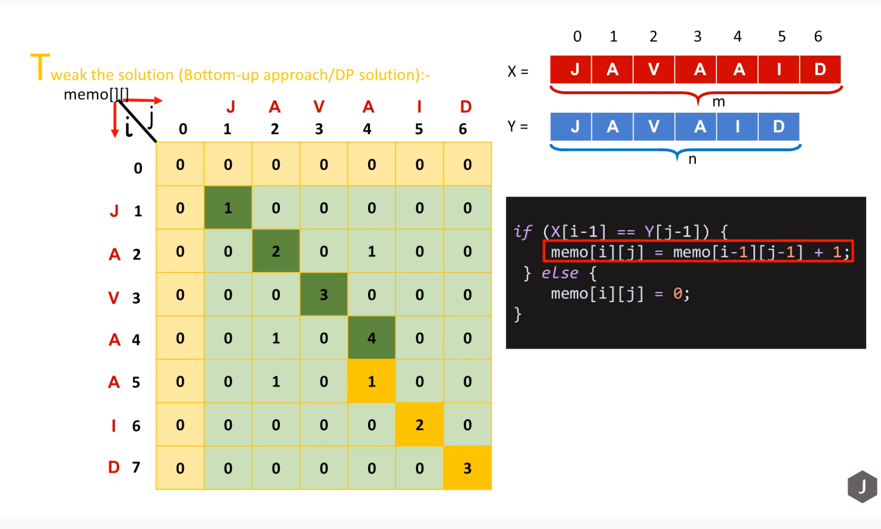 Tweak the solution (Bottom-up approach/DP solution):-
memo[][]
j
i
J A V A I D
0 1 2 3 4 5 6
0 0 0 0 0 0 0 0
J 1 0 1 0 0 0 0 0
A 2 0 0 2 0 1 0 0
V 3 0 0 0 3 0 0 0
A 4 0 0 1 0 4 0 0
A 5 0 0 1 0 1 0 0
I 6 0 0 0 0 0 2 0
D 7 0 0 0 0 0 0 3
0 1 2 3 4 5 6
X = J A V A A I D
m
Y = J A V A I D
n
if (X[i-1] == Y[j-1]) {
memo[i][j] = memo[i-1][j-1] + 1;
} else {
memo[i][j] = 0;
}
J